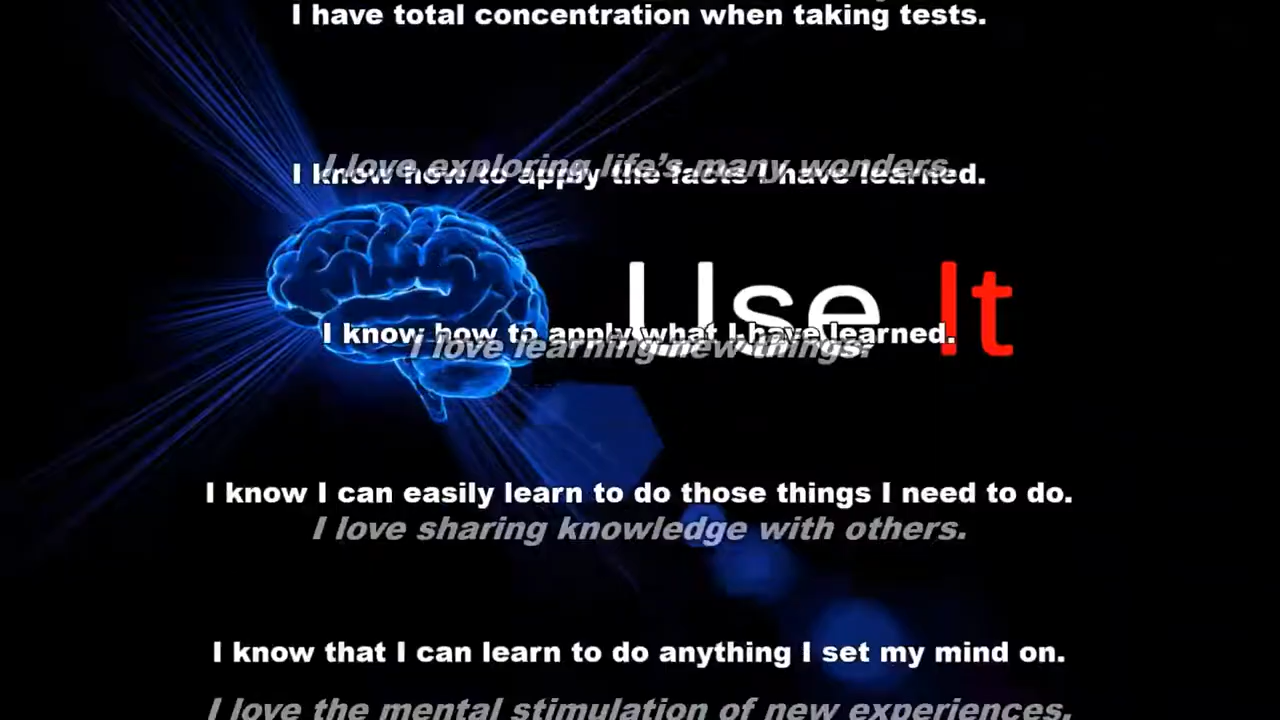 I have total concentration when taking tests.
I love exploring life's many wonders.
I know how to apply the facts I have learned.
Use It
I know how to apply what I have learned.
I love learning new things.
I know I can easily learn to do those things I need to do.
I love sharing knowledge with others.
I know that I can learn to do anything I set my mind on.
I love the mental stimulation of new experiences.